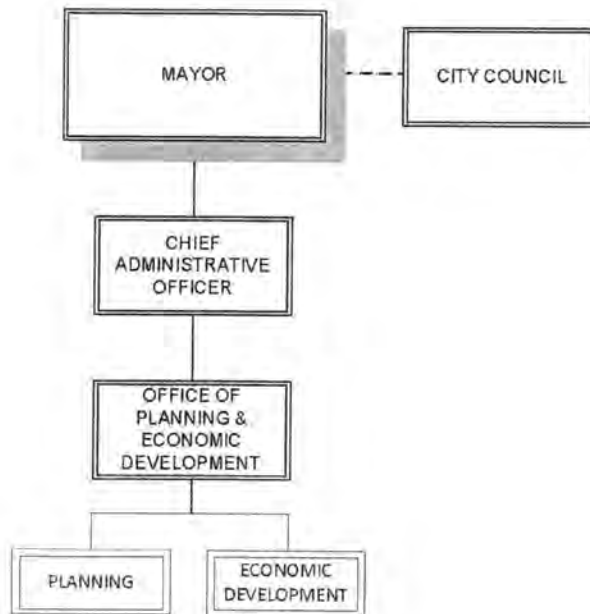 MAYOR
CITY COUNCIL
CHIEF
ADMINISTRATIVE
OFFICER
OFFICE OF
PLANNING &
ECONOMIC
DEVELOPMENT
PLANNING
ECONOMIC
DEVELOPMENT